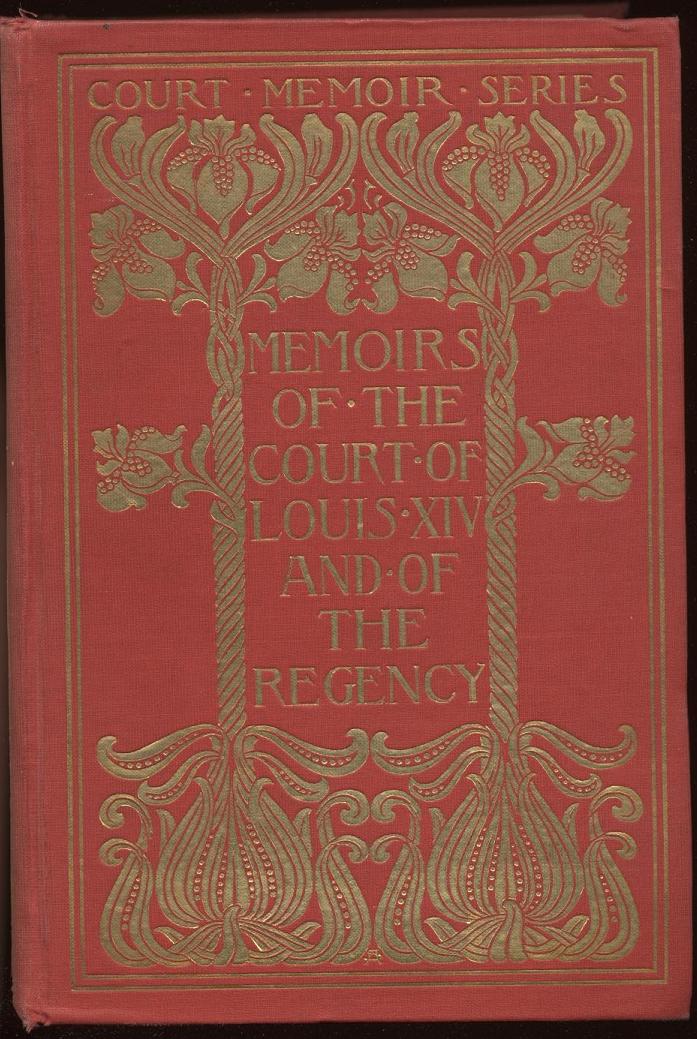 COURT · MEMOIR · SERIES
MEMOIRS
OF · THE
COURT · OF
LOUIS · XIV
AND · OF
THE
REGENCY